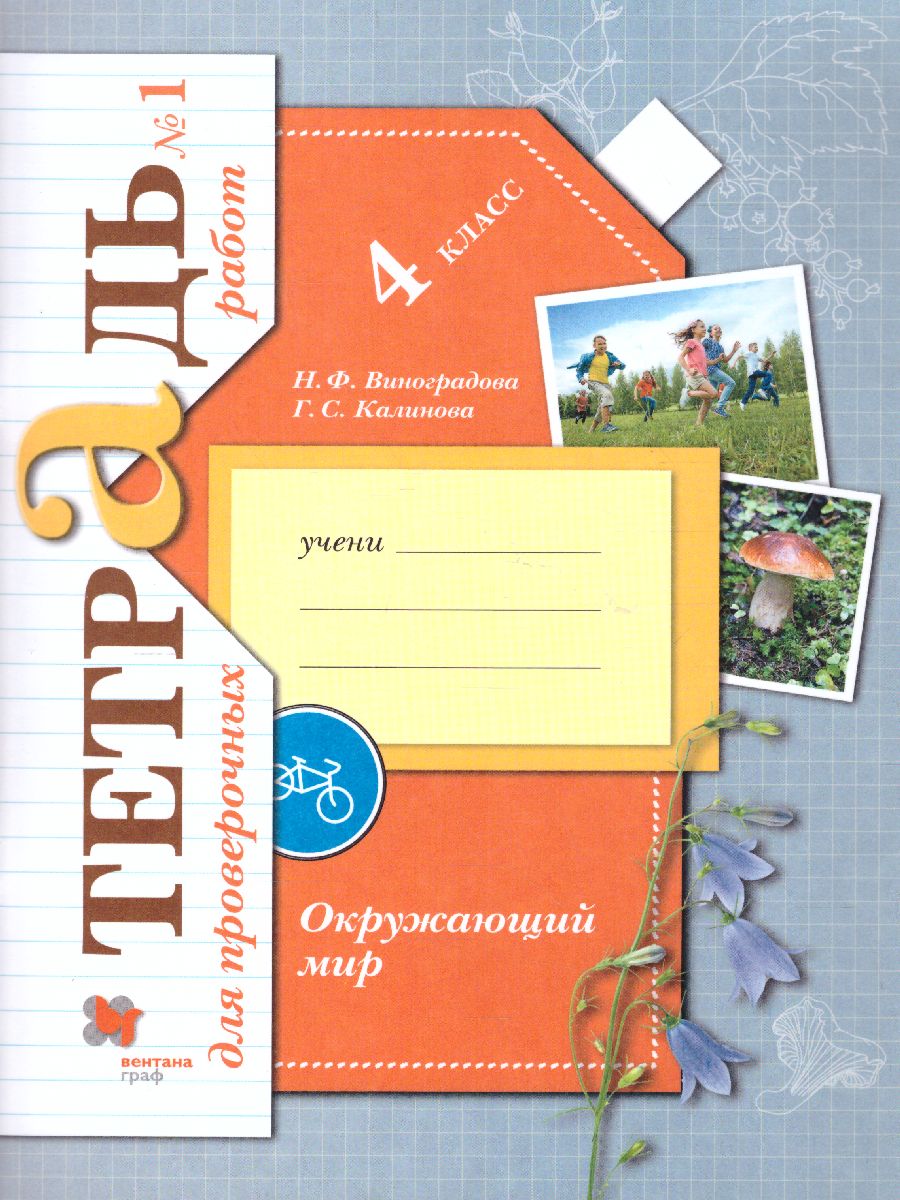 ТЕТРАДЬ № 1
для проверочных работ
4 КЛАСС
Н. Ф. Виноградова
Г. С. Калинова
учени
Окружающий
мир
вентана
граф